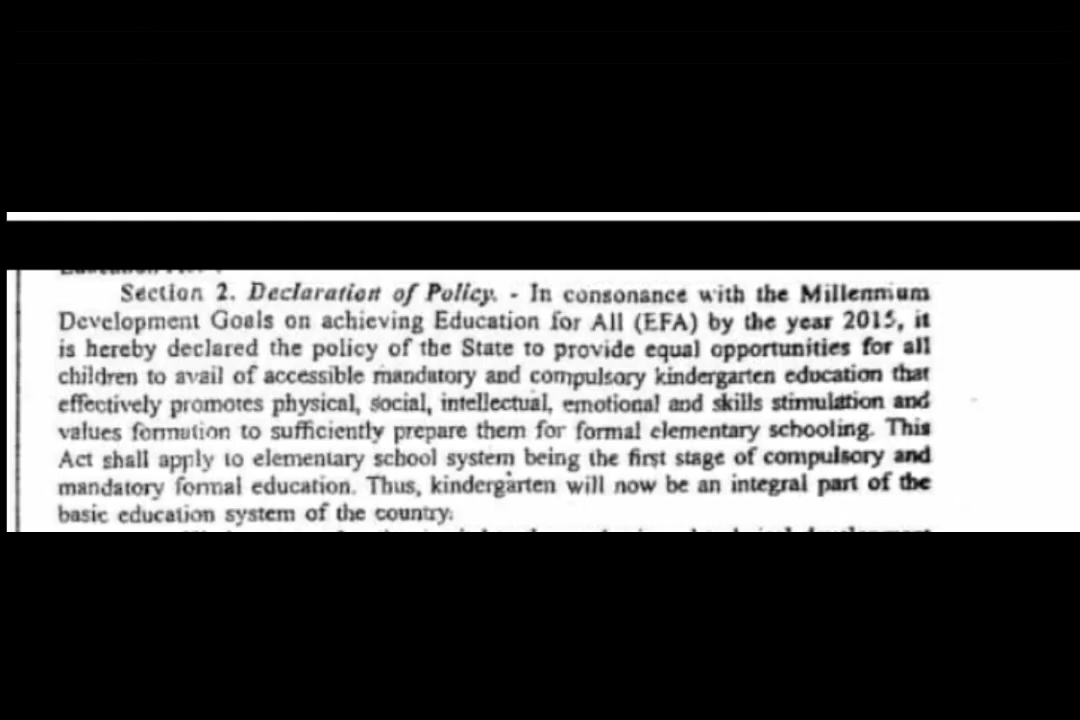 Section 2. Declaration of Policy. - In consonance with the Millennium
Development Goals on achieving Education for All (EFA) by the year 2015, it
is hereby declared the policy of the State to provide equal opportunities for all
children to avail of accessible mandatory and compulsory kindergarten education that
effectively promotes physical, social, intellectual, emotional and skills stimulation and
values formation to sufficiently prepare them for formal elementary schooling. This
Act shall apply to elementary school system being the first stage of compulsory and
mandatory formal education. Thus, kindergarten will now be an integral part of the
basic education system of the country.